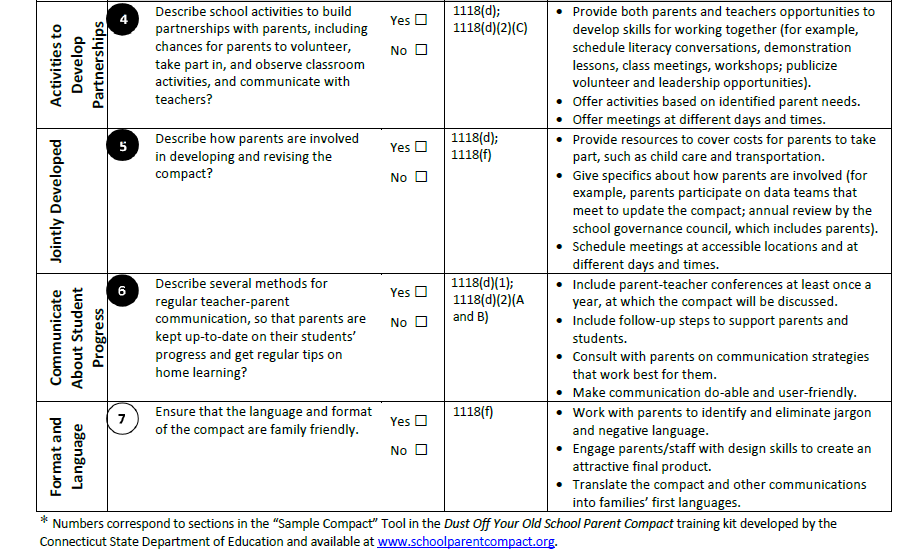 Activities to
Develop
Partnerships
4
Describe school activities to build
partnerships with parents, including
chances for parents to volunteer,
take part in, and observe classroom
activities, and communicate with
teachers?
Yes ☐
No ☐
1118(d);
1118(d)(2)(C)
• Provide both parents and teachers opportunities to
develop skills for working together (for example,
schedule literacy conversations, demonstration
lessons, class meetings, workshops; publicize
volunteer and leadership opportunities).
• Offer activities based on identified parent needs.
• Offer meetings at different days and times.
Jointly Developed
5
Describe how parents are involved
in developing and revising the
compact?
Yes ☐
No ☐
1118(d);
1118(f)
• Provide resources to cover costs for parents to take
part, such as child care and transportation.
• Give specifics about how parents are involved (for
example, parents participate on data teams that
meet to update the compact; annual review by the
school governance council, which includes parents).
• Schedule meetings at accessible locations and at
different days and times.
Communicate
About Student
Progress
6
Describe several methods for
regular teacher-parent
communication, so that parents are
kept up-to-date on their students’
progress and get regular tips on
home learning?
Yes ☐
No ☐
1118(d)(1);
1118(d)(2)(A
and B)
• Include parent-teacher conferences at least once a
year, at which the compact will be discussed.
• Include follow-up steps to support parents and
students.
• Consult with parents on communication strategies
that work best for them.
• Make communication do-able and user-friendly.
Format and
Language
7
Ensure that the language and format
of the compact are family friendly.
Yes ☐
No ☐
1118(f)
• Work with parents to identify and eliminate jargon
and negative language.
• Engage parents/staff with design skills to create an
attractive final product.
• Translate the compact and other communications
into families’ first languages.
* Numbers correspond to sections in the “Sample Compact” Tool in the Dust Off Your Old School Parent Compact training kit developed by the
Connecticut State Department of Education and available at www.schoolparentcompact.org.